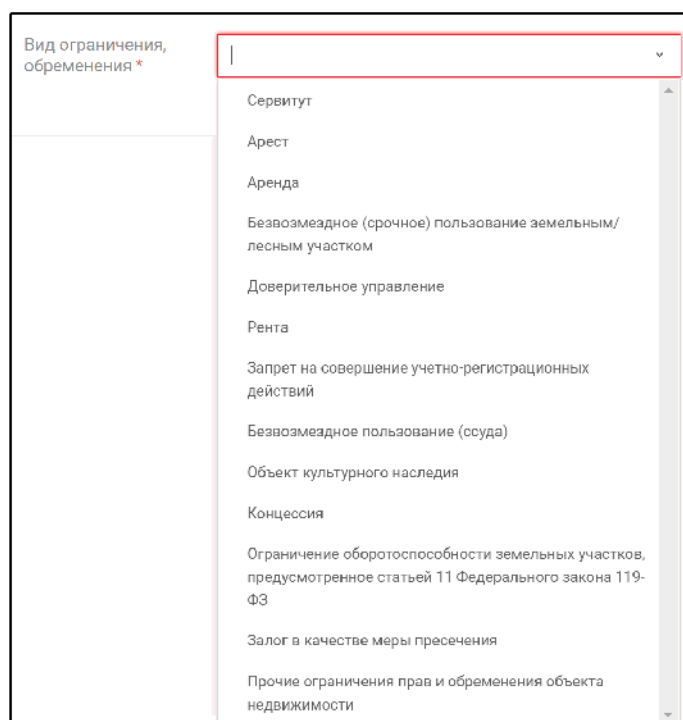 Вид ограничения,
обременения *
Сервитут
Арест
Аренда
Безвозмездное (срочное) пользование земельным/
лесным участком
Доверительное управление
Рента
Запрет на совершение учетно-регистрационных
действий
Безвозмездное пользование (ссуда)
Объект культурного наследия
Концессия
Ограничение оборотоспособности земельных участков,
предусмотренное статьей 11 Федерального закона 119-
ФЗ
Залог в качестве меры пресечения
Прочие ограничения прав и обременения объекта
недвижимости